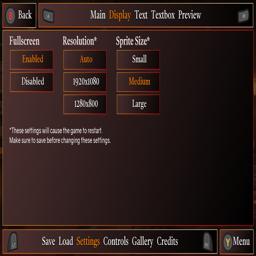 Back Main Display Text Textbox Preview
Fullscreen Resolution* Sprite Size*
Enabled Auto Small
Disabled 1920x1080 Medium
1280x800 Large
*These settings will cause the game to restart
Make sure to save before changing these settings.
Save Load Settings Controls Gallery Credits Y Menu